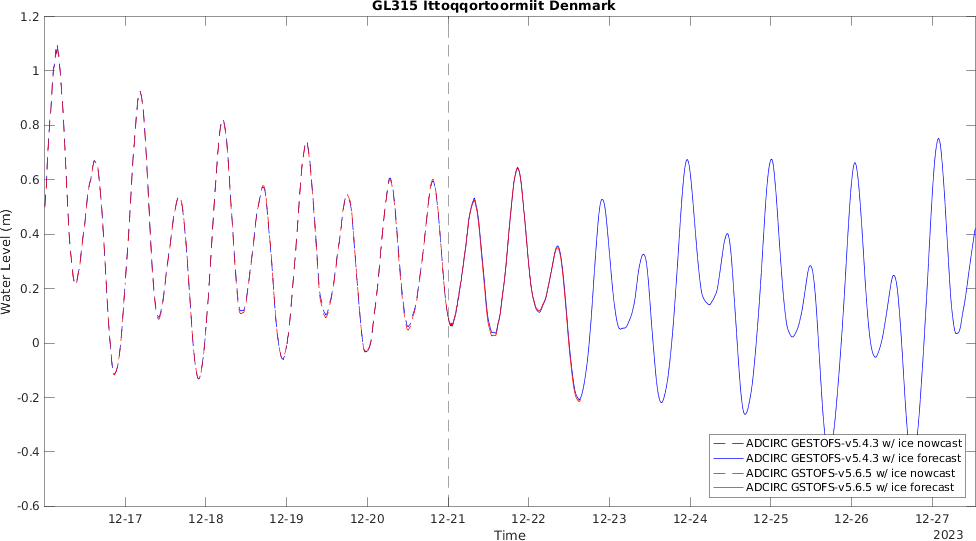 GL315 Ittoqqortoormiit Denmark
1.2
1
0.8
0.6
0.4
0.2
0
-0.2
-0.4
-0.6
Water Level (m)
ADCIRC GESTOFS-v5.4.3 w/ ice nowcast
ADCIRC GESTOFS-v5.4.3 w/ ice forecast
ADCIRC GSTOFS-v5.6.5 w/ ice nowcast
ADCIRC GSTOFS-v5.6.5 w/ ice forecast
12-17 12-18 12-19 12-20 12-21 12-22 12-23 12-24 12-25 12-26 12-27
Time
2023